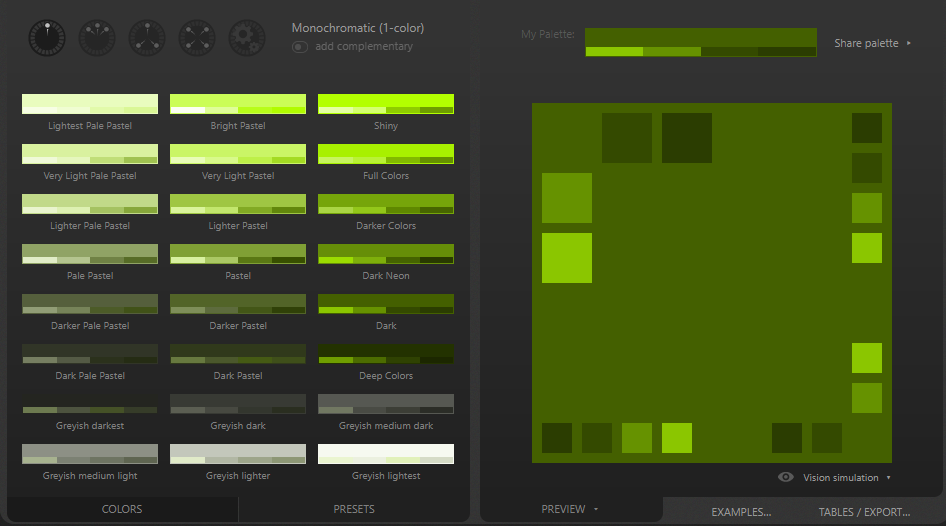 Monochromatic (1-color)
add complementary
My Palette:
Share palette
Lightest Pale Pastel
Bright Pastel
Shiny
Very Light Pale Pastel
Very Light Pastel
Full Colors
Lighter Pale Pastel
Lighter Pastel
Darker Colors
Pale Pastel
Pastel
Dark Neon
Darker Pale Pastel
Darker Pastel
Dark
Dark Pale Pastel
Dark Pastel
Deep Colors
Greyish darkest
Greyish dark
Greyish medium dark
Greyish medium light
Greyish lighter
Greyish lightest
Vision simulation
COLORS
PRESETS
PREVIEW
EXAMPLES...
TABLES / EXPORT...